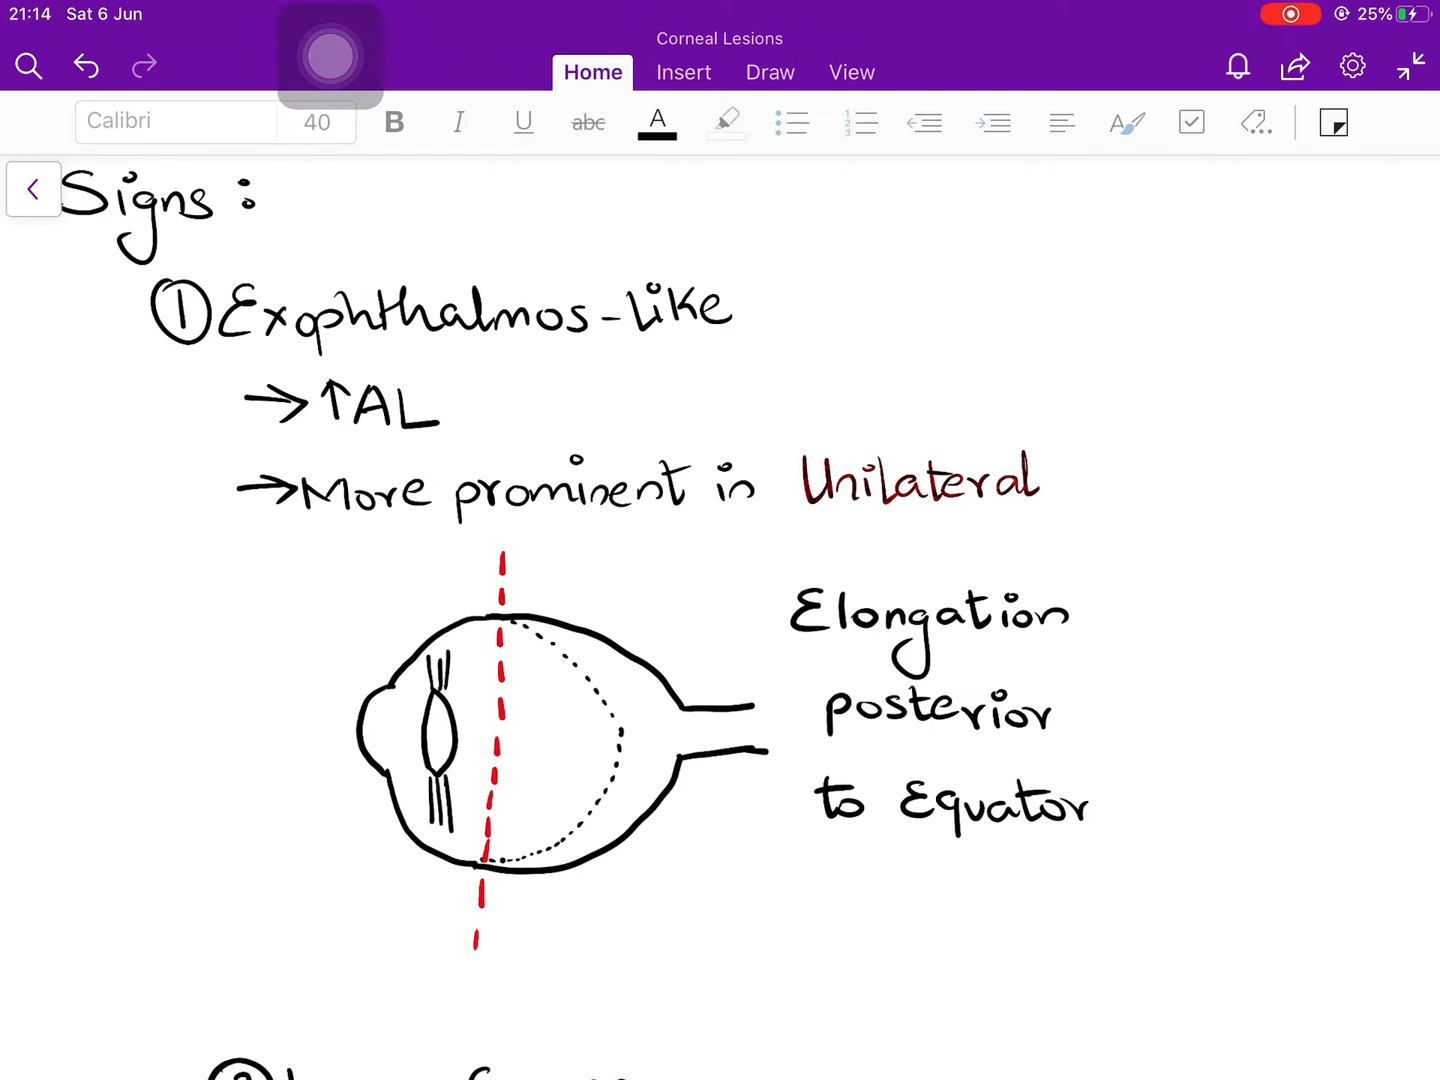 21:14 Sat 6 Jun
25%
Corneal Lesions
Home Insert Draw View
Calibri 40 B I U abc A
Signs :
① Exophthalmos-Like
→ ↑AL
→ More prominent in Unilateral
Elongation
posterior
to Equator